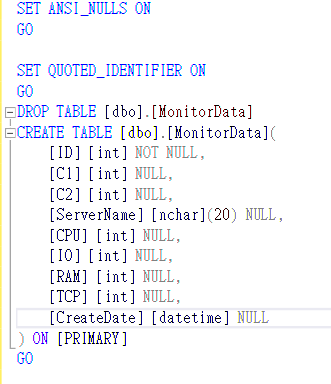 SET ANSI_NULLS ON
GO
SET QUOTED_IDENTIFIER ON
GO
DROP TABLE [dbo].[MonitorData]
CREATE TABLE [dbo].[MonitorData](
[ID] [int] NOT NULL,
[C1] [int] NULL,
[C2] [int] NULL,
[ServerName] [nchar](20) NULL,
[CPU] [int] NULL,
[IO] [int] NULL,
[RAM] [int] NULL,
[TCP] [int] NULL,
[CreateDate] [datetime] NULL
) ON [PRIMARY]
GO